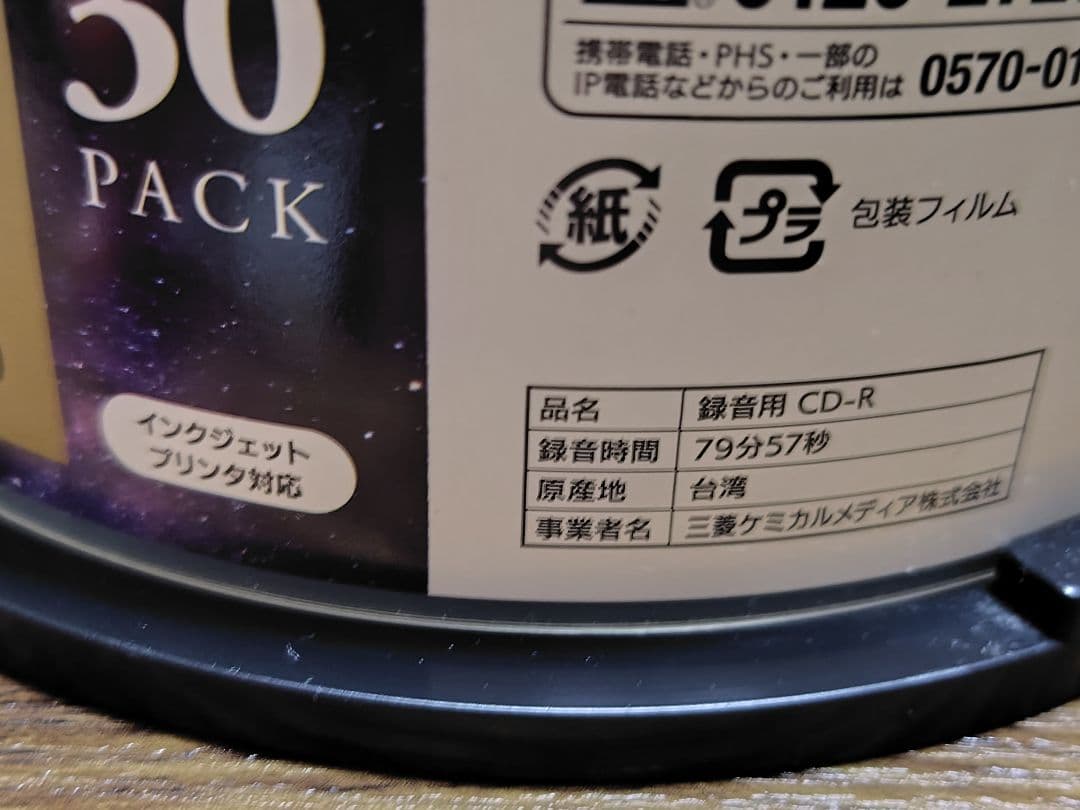 50
PACK
インクジェット
プリンタ対応
携帯電話・PHS・一部の
IP電話などからのご利用は 0570-01
紙
プラ
包装フィルム
品名 録音用 CD-R
録音時間 79分57秒
原産地 台湾
事業者名 三菱ケミカルメディア株式会社